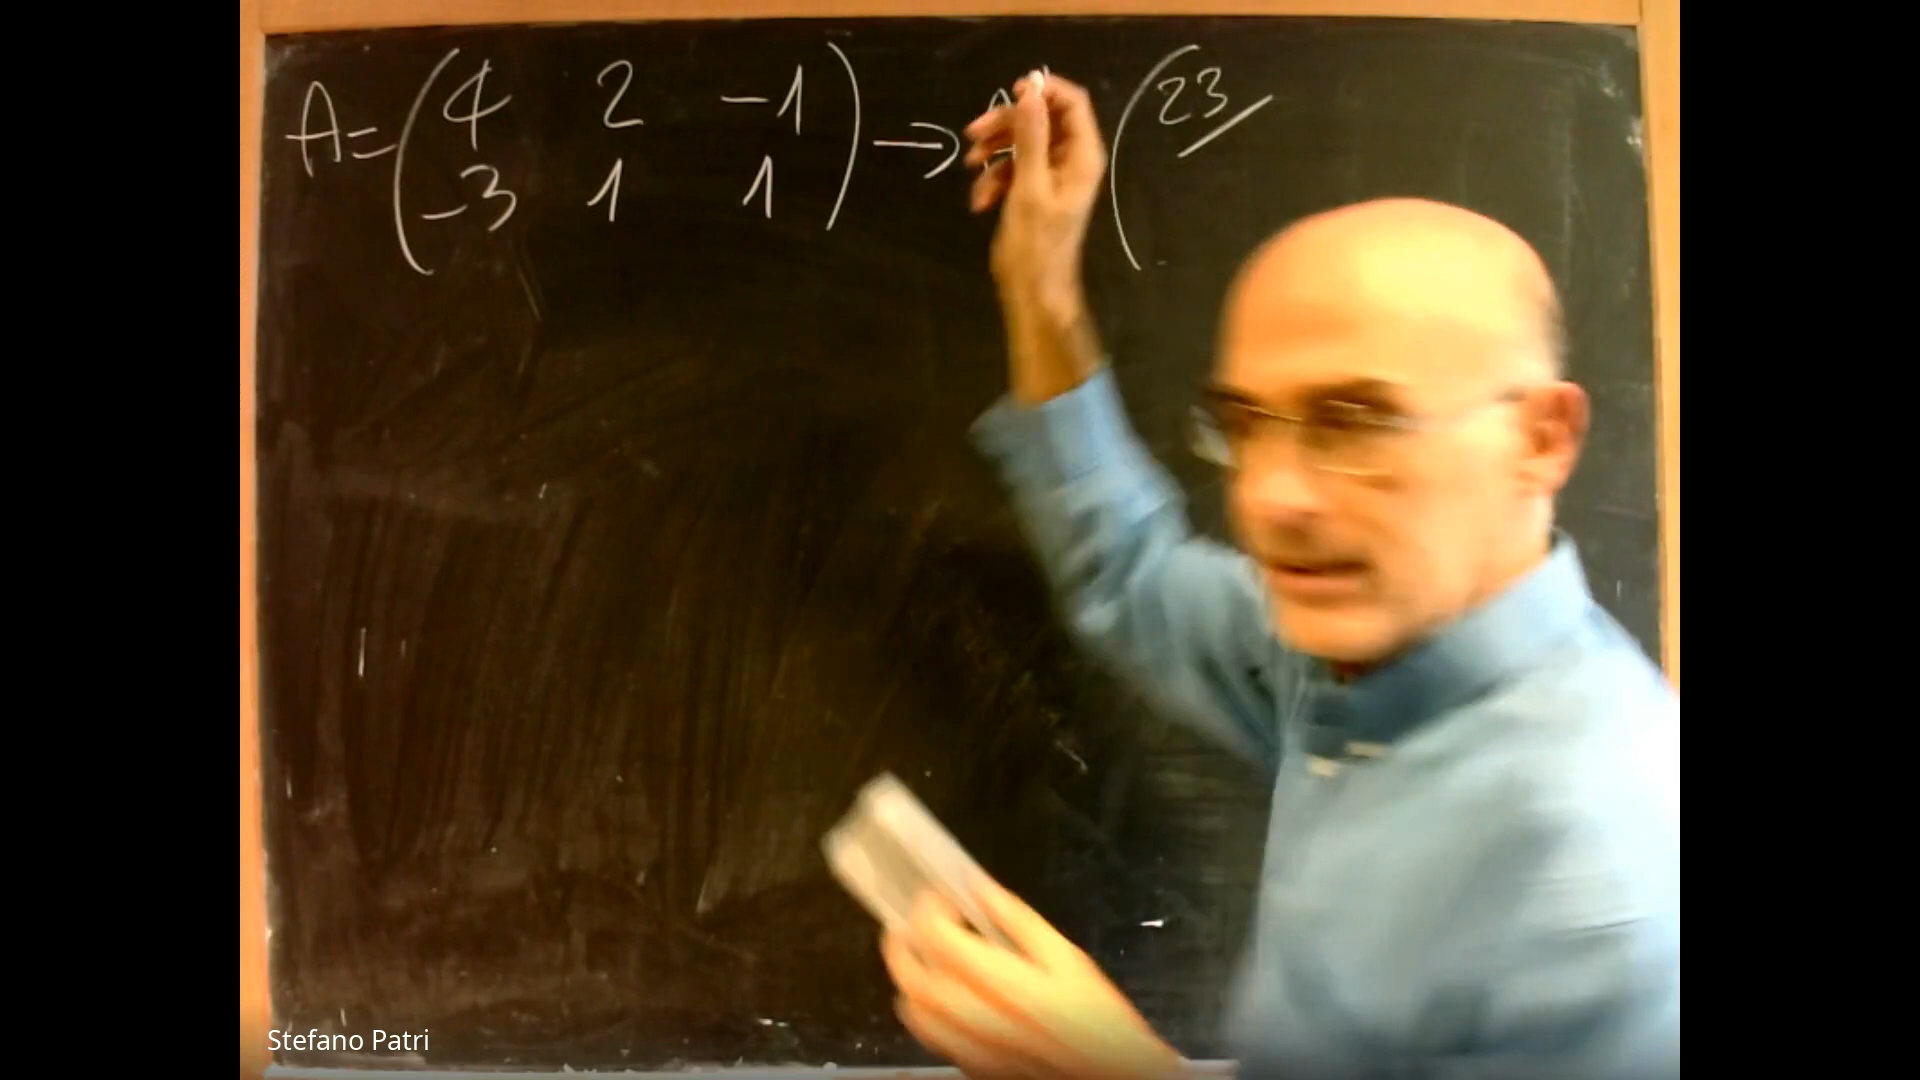 A = ( 4 2 -1 ) → ( 23
-3 1 1
Stefano Patri